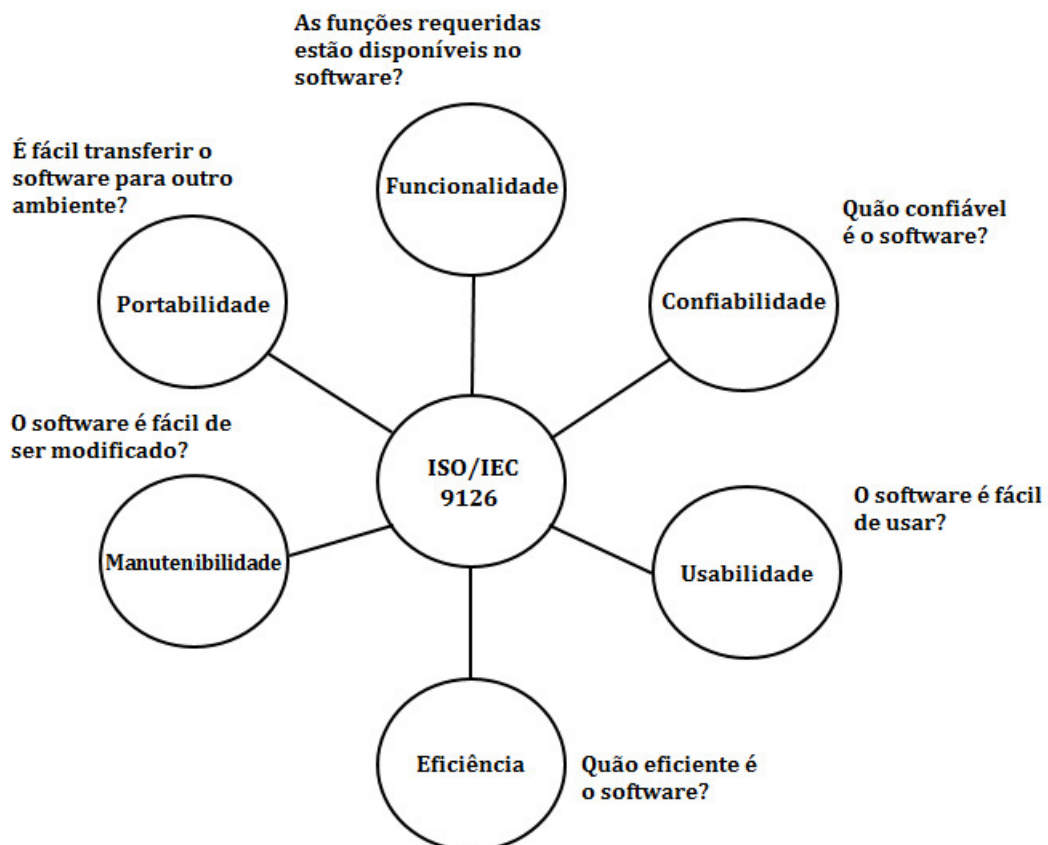 As funções requeridas
estão disponíveis no
software?
Funcionalidade
É fácil transferir o
software para outro
ambiente?
Portabilidade
Quão confiável
é o software?
Confiabilidade
O software é fácil de
ser modificado?
Manutenibilidade
ISO/IEC
9126
O software é fácil
de usar?
Usabilidade
Eficiência
Quão eficiente é
o software?